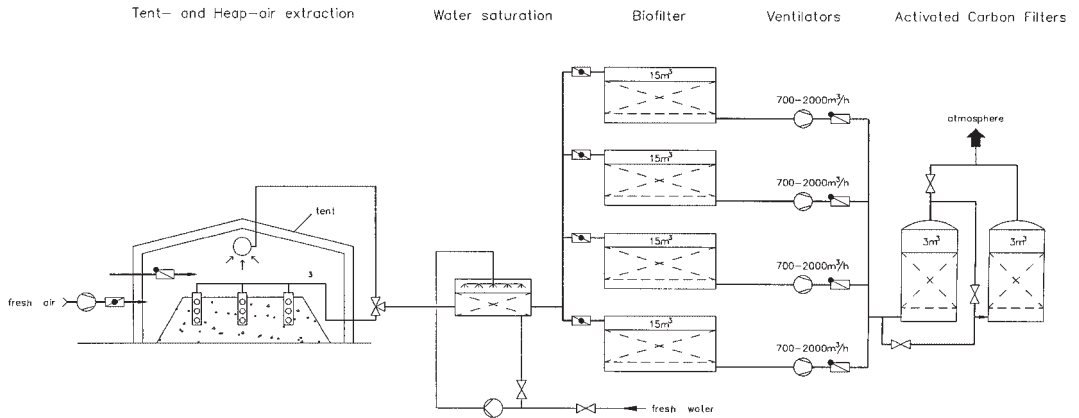 Tent- and Heap-air extraction
Water saturation
Biofilter
Ventilators
Activated Carbon Filters
15m³
700-2000m³/h
atmosphere
15m³
700-2000m³/h
tent
3
15m³
700-2000m³/h
3m³
3m³
fresh air
15m³
700-2000m³/h
fresh water